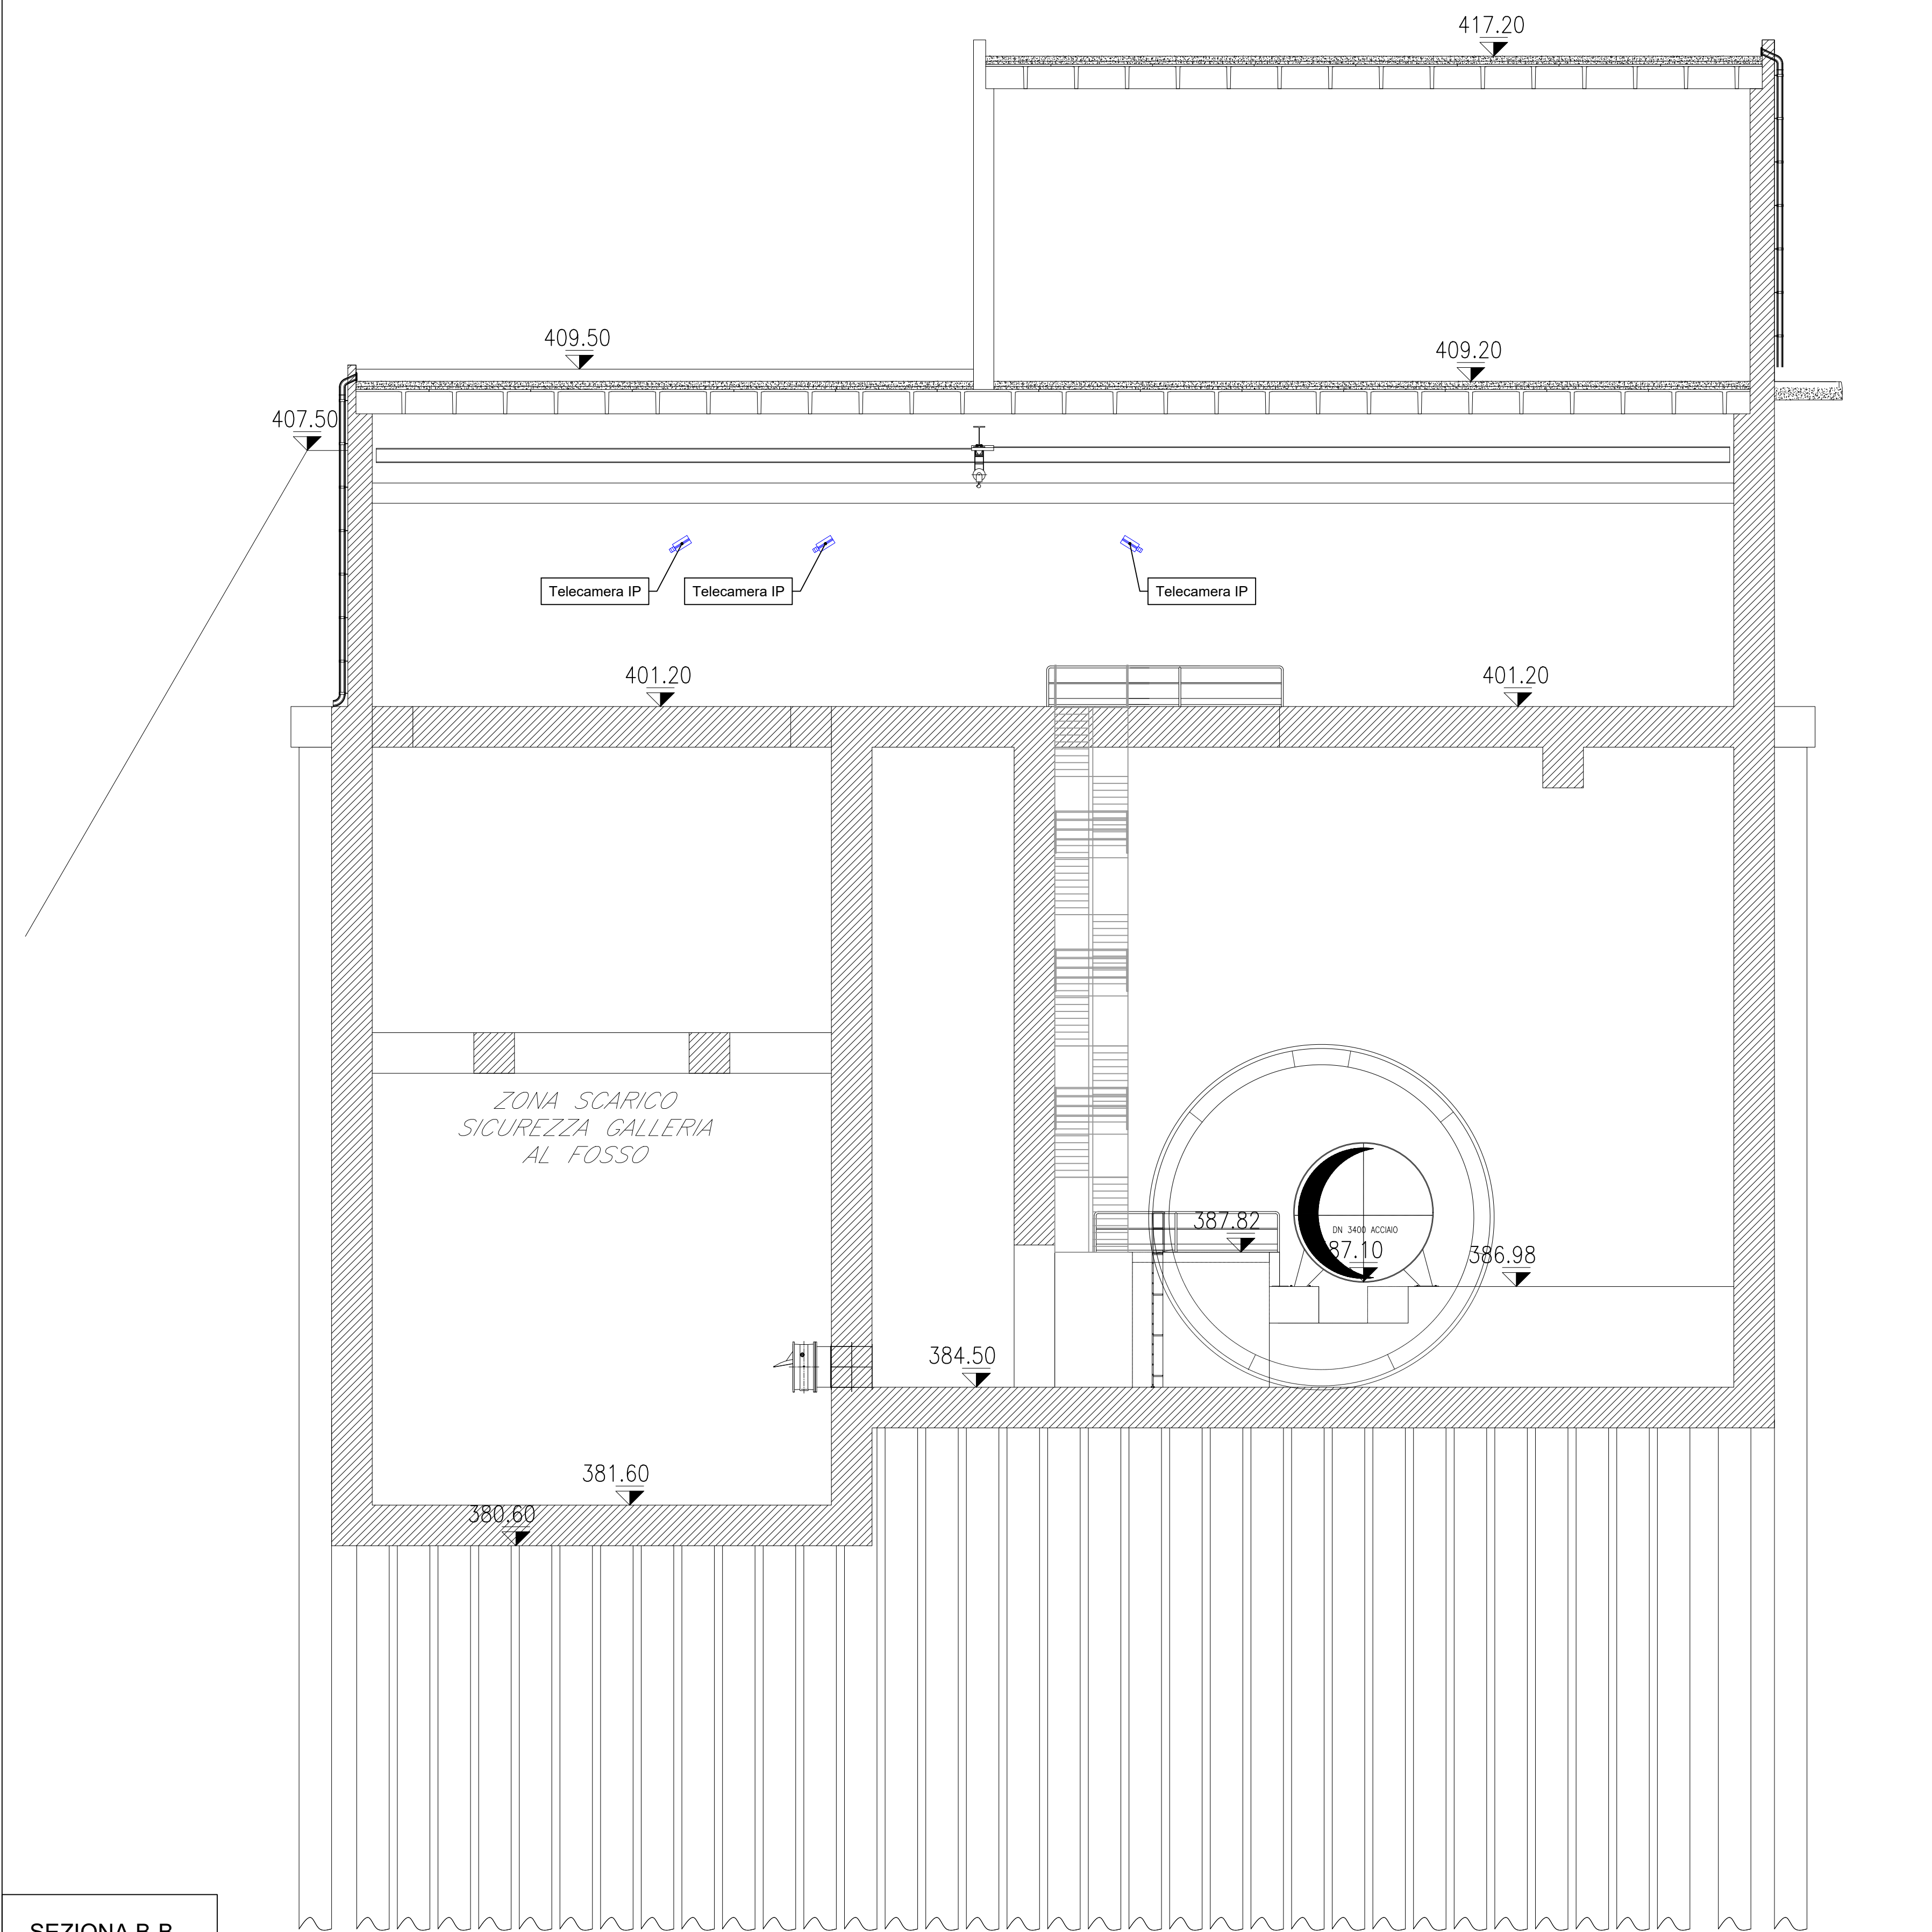 417.20
409.50
409.20
407.50
Telecamera IP
Telecamera IP
Telecamera IP
401.20
401.20
ZONA SCARICO
SICUREZZA GALLERIA
AL FOSSO
387.82
DN 3400 ACCIAIO
87.10
386.98
384.50
381.60
380.60
SEZIONA B-B